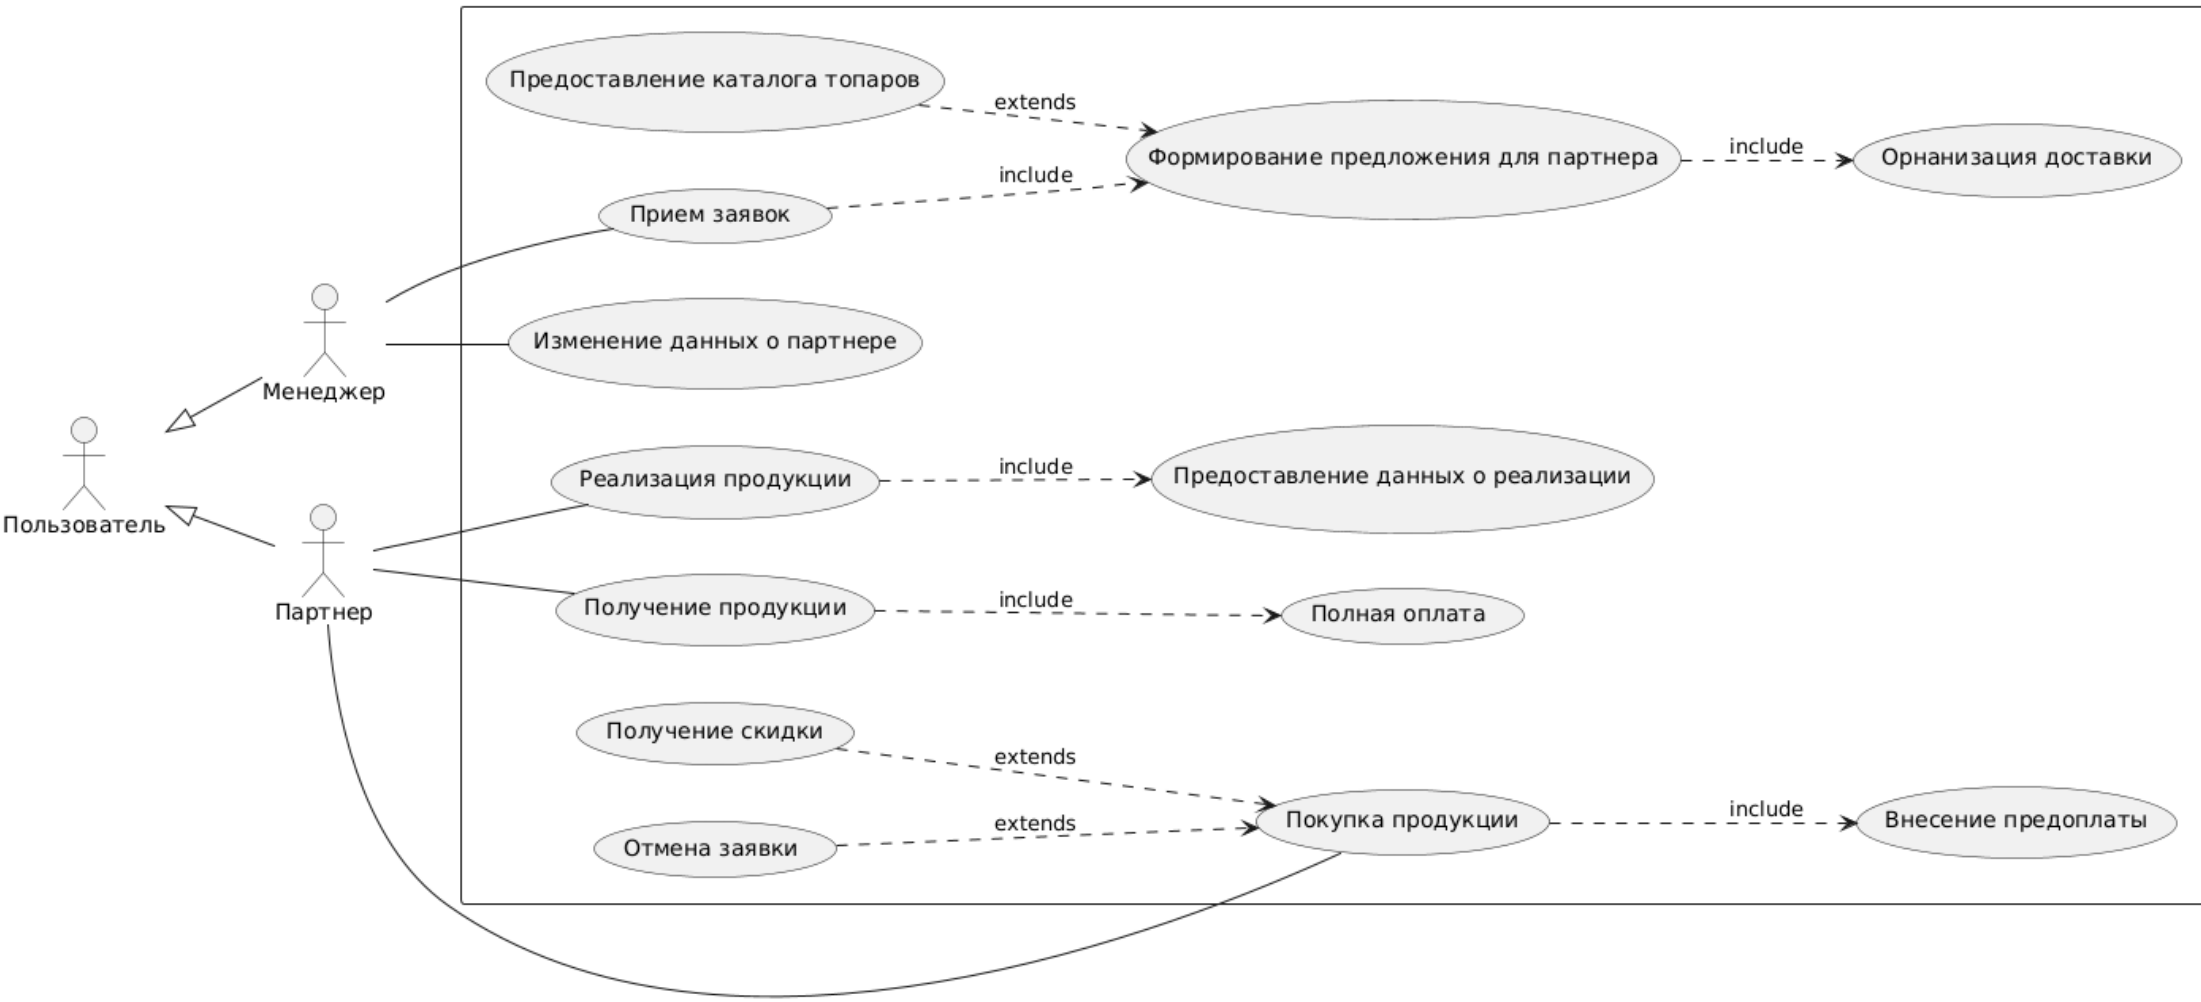 Предоставление каталога топаров
extends
Формирование предложения для партнера
include
Орнанизация доставки
Прием заявок
include
Изменение данных о партнере
Менеджер
Пользователь
Реализация продукции
include
Предоставление данных о реализации
Партнер
Получение продукции
include
Полная оплата
Получение скидки
extends
Отмена заявки
extends
Покупка продукции
include
Внесение предоплаты